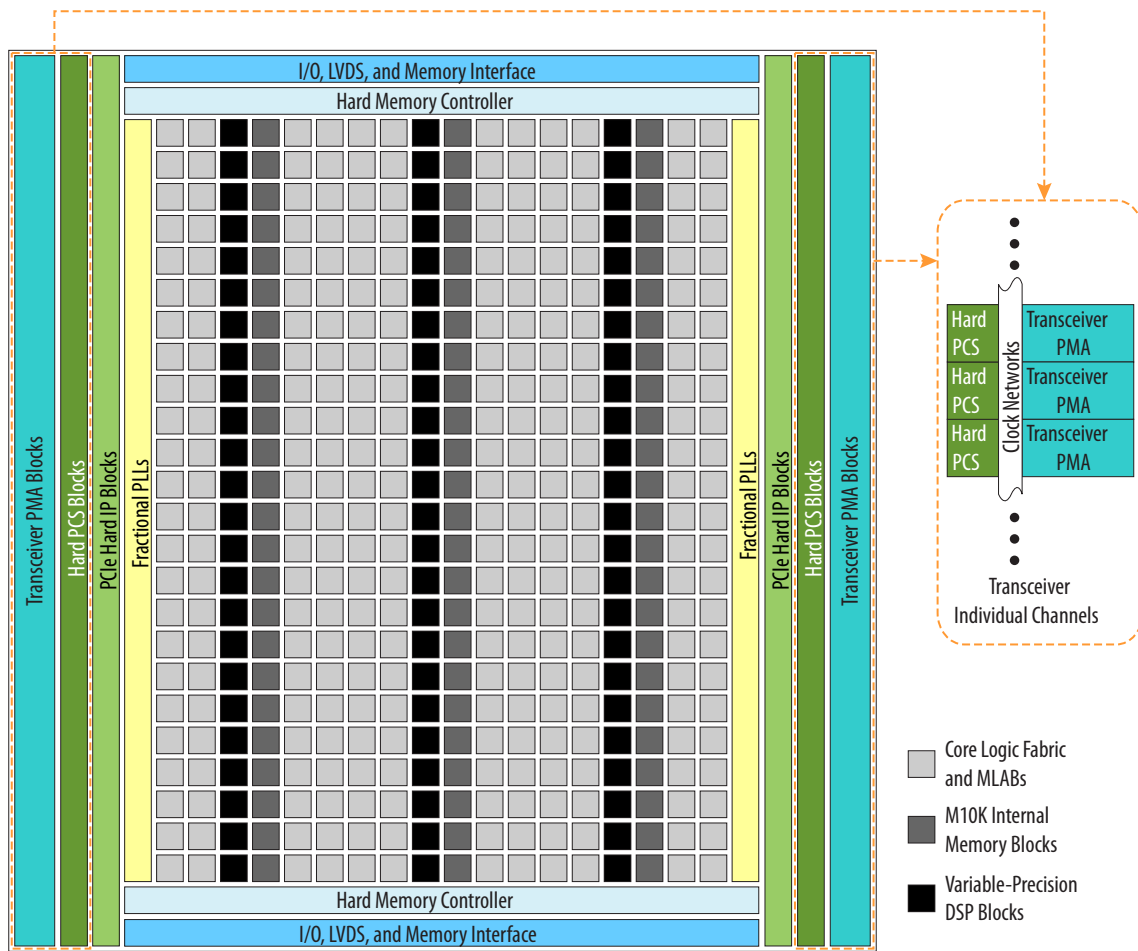 I/O, LVDS, and Memory Interface
Hard Memory Controller
Transceiver PMA Blocks
Hard PCS Blocks
PCIe Hard IP Blocks
Fractional PLLs
Fractional PLLs
PCIe Hard IP Blocks
Hard PCS Blocks
Transceiver PMA Blocks
Hard Memory Controller
I/O, LVDS, and Memory Interface
Hard
PCS
Transceiver
PMA
Hard
PCS
Transceiver
PMA
Hard
PCS
Transceiver
PMA
Clock Networks
Transceiver
Individual Channels
Core Logic Fabric
and MLABs
M10K Internal
Memory Blocks
Variable-Precision
DSP Blocks